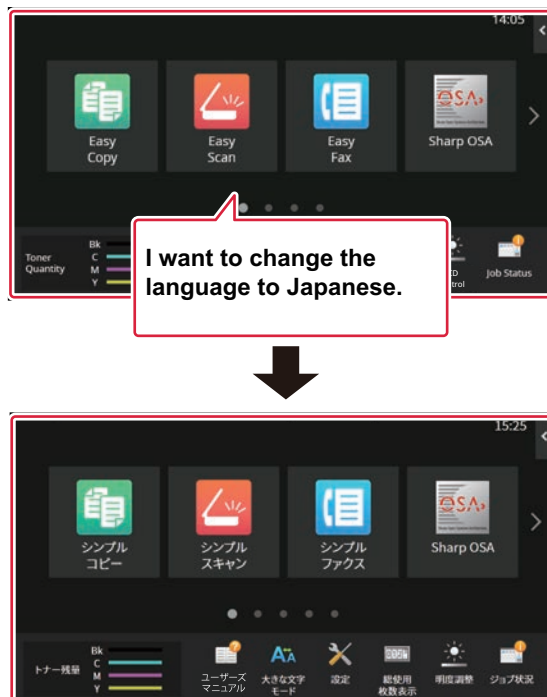 14:05
Easy
Copy
Easy
Scan
Easy
Fax
OSA
Sharp OSA
Toner
Quantity
Bk
C
M
Y
I want to change the
language to Japanese.
Job Status
15:25
シンプル
コピー
シンプル
スキャン
シンプル
ファクス
OSA
Sharp OSA
トナー残量
Bk
C
M
Y
ユーザーズ
マニュアル
大きな文字
モード
設定
総使用
枚数表示
明度調整
ジョブ状況